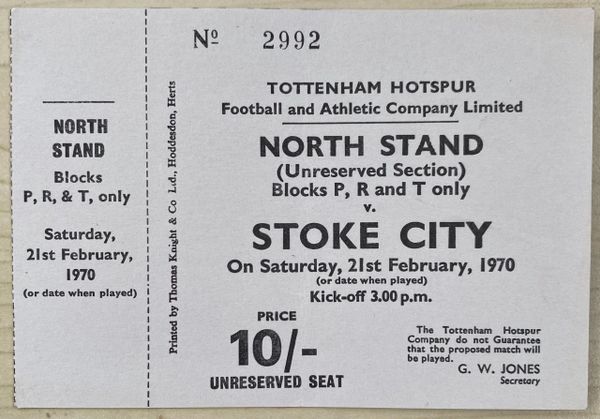 NORTH
STAND
Blocks
P, R, & T, only
Saturday,
21st February,
1970
(or date when played)
Printed by Thomas Knight & Co Ltd., Hoddesdon, Herts
Nº 2992
TOTTENHAM HOTSPUR
Football and Athletic Company Limited
NORTH STAND
(Unreserved Section)
Blocks P, R and T only
v.
STOKE CITY
On Saturday, 21st February, 1970
(or date when played)
Kick-off 3.00 p.m.
PRICE
10/-
UNRESERVED SEAT
The Tottenham Hotspur
Company do not Guarantee
that the proposed match will
be played.
G. W. JONES
Secretary